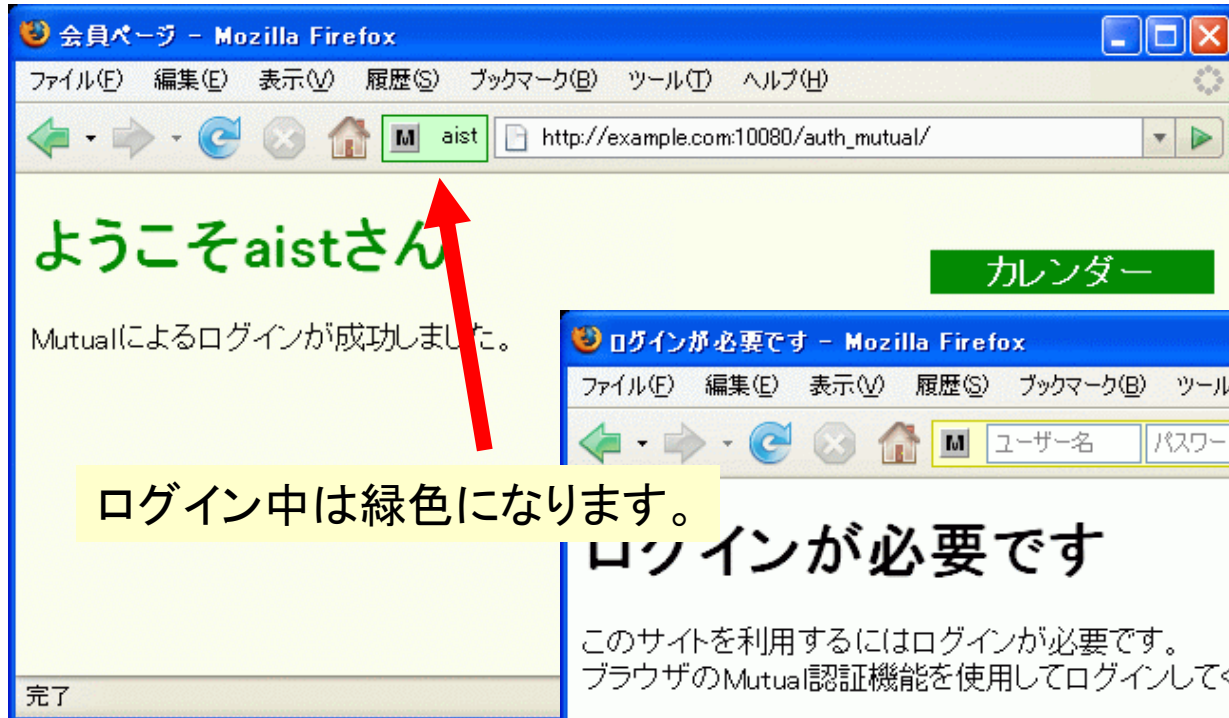 会員ページ - Mozilla Firefox
ファイル(F) 編集(E) 表示(V) 履歴(S) ブックマーク(B) ツール(T) ヘルプ(H)
M aist http://example.com:10080/auth_mutual/
ようこそaistさん
カレンダー
Mutualによるログインが成功しました。
ログインが必要です - Mozilla Firefox
ファイル(F) 編集(E) 表示(V) 履歴(S) ブックマーク(B) ツール
M ユーザー名 パスワー
ログイン中は緑色になります。
ログインが必要です
このサイトを利用するにはログインが必要です。
ブラウザのMutual認証機能を使用してログインしてく
完了